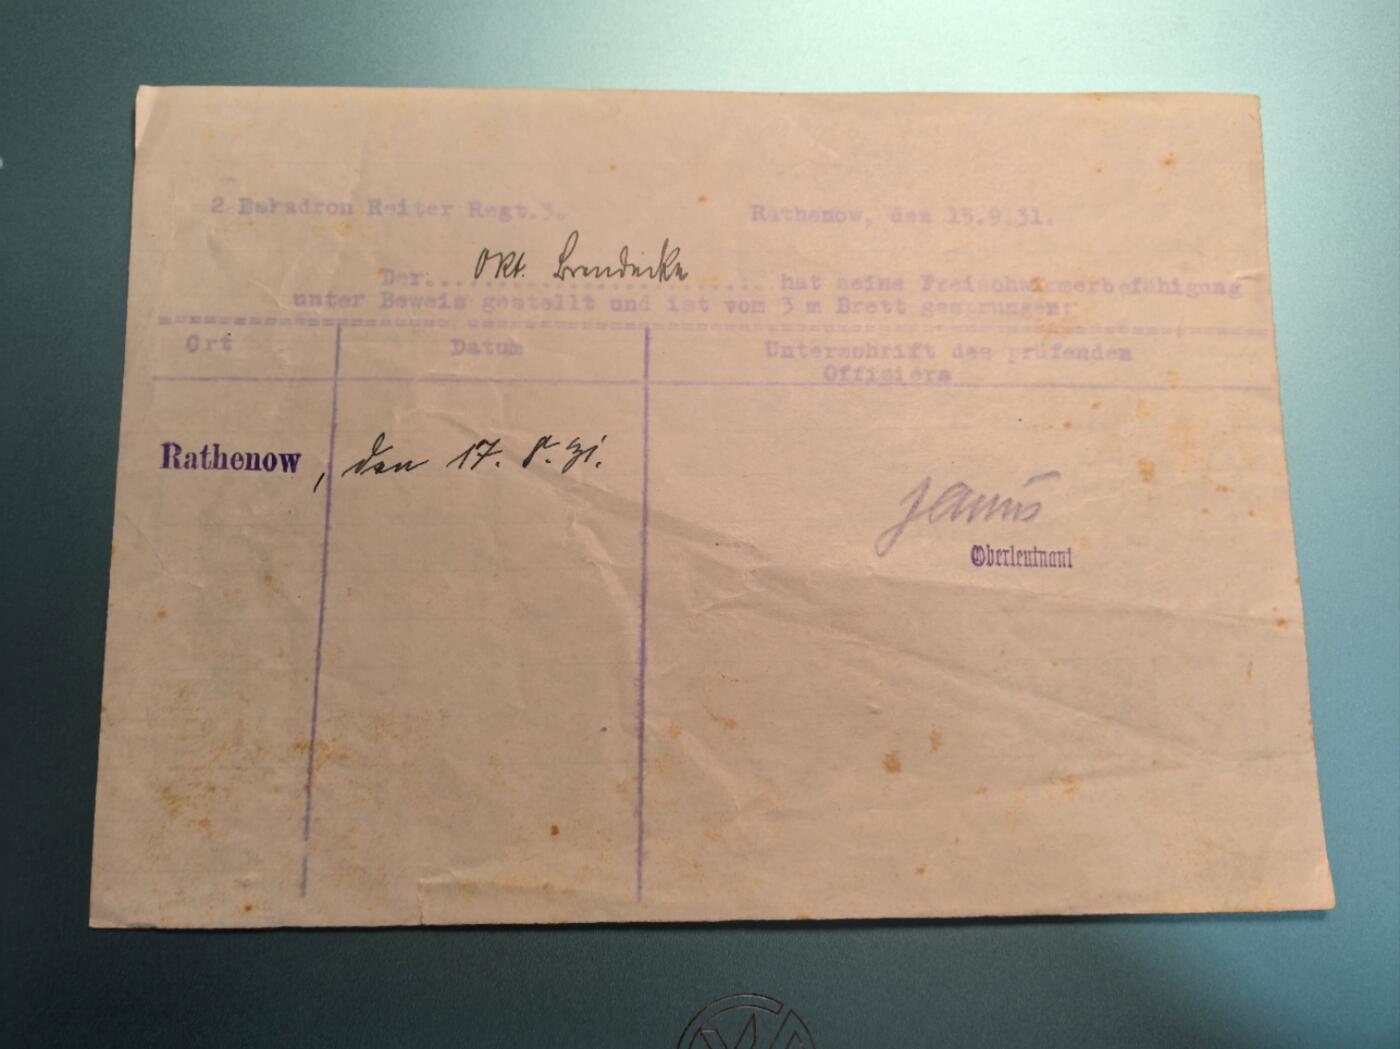 2 Eskadron Reiter Regt.3.
Rathenow, den 15.9.31.
Der........................ hat seine Freischwimmerbefähigung
Okt. Brendecke
unter Beweis gestellt und ist vom 3 m Brett gesprungen:
Ort
Datum
Unterschrift des prüfenden
Offiziers
Rathenow, den 17. 8. 31.
Oberleutnant